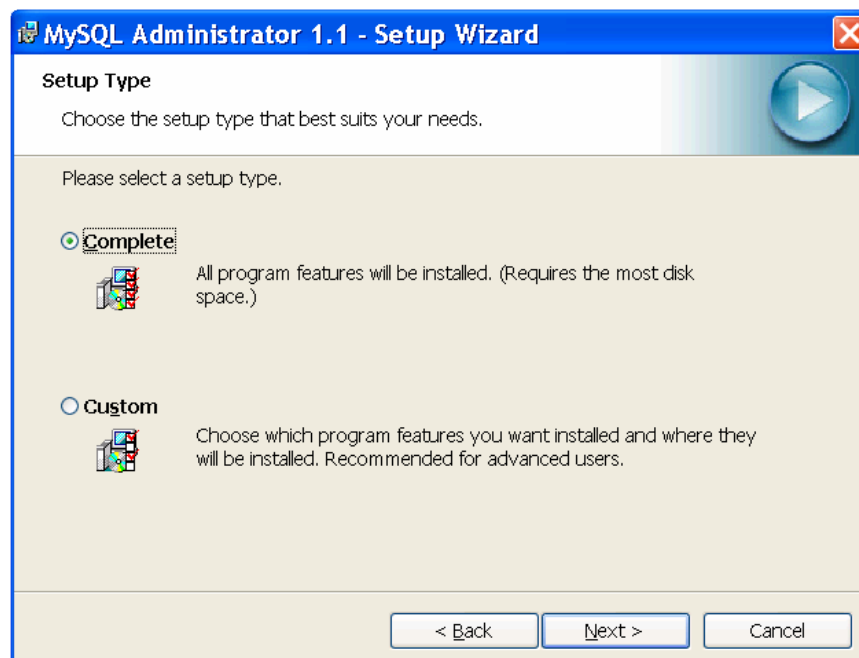 MySQL Administrator 1.1 - Setup Wizard
Setup Type
Choose the setup type that best suits your needs.
Please select a setup type.
Complete
All program features will be installed. (Requires the most disk
space.)
Custom
Choose which program features you want installed and where they
will be installed. Recommended for advanced users.
< Back
Next >
Cancel